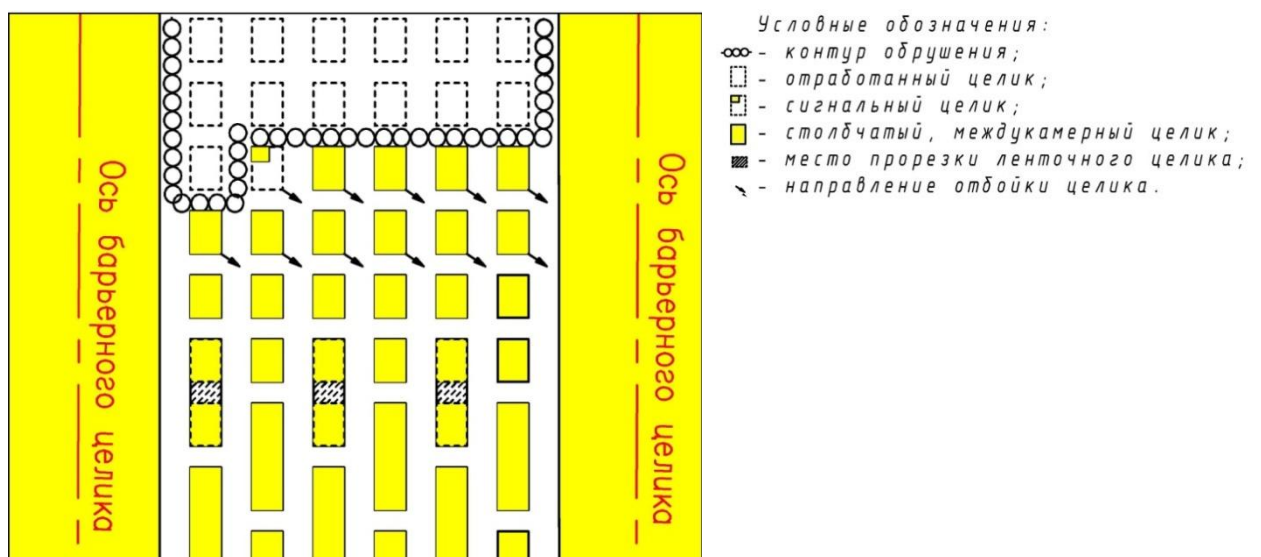 Ось барьерного целика
Ось барьерного целика
Условные обозначения:
- контур обрушения;
- отработанный целик;
- сигнальный целик;
- столбчатый, междукамерный целик;
- место прорезки ленточного целика;
- направление отбойки целика.